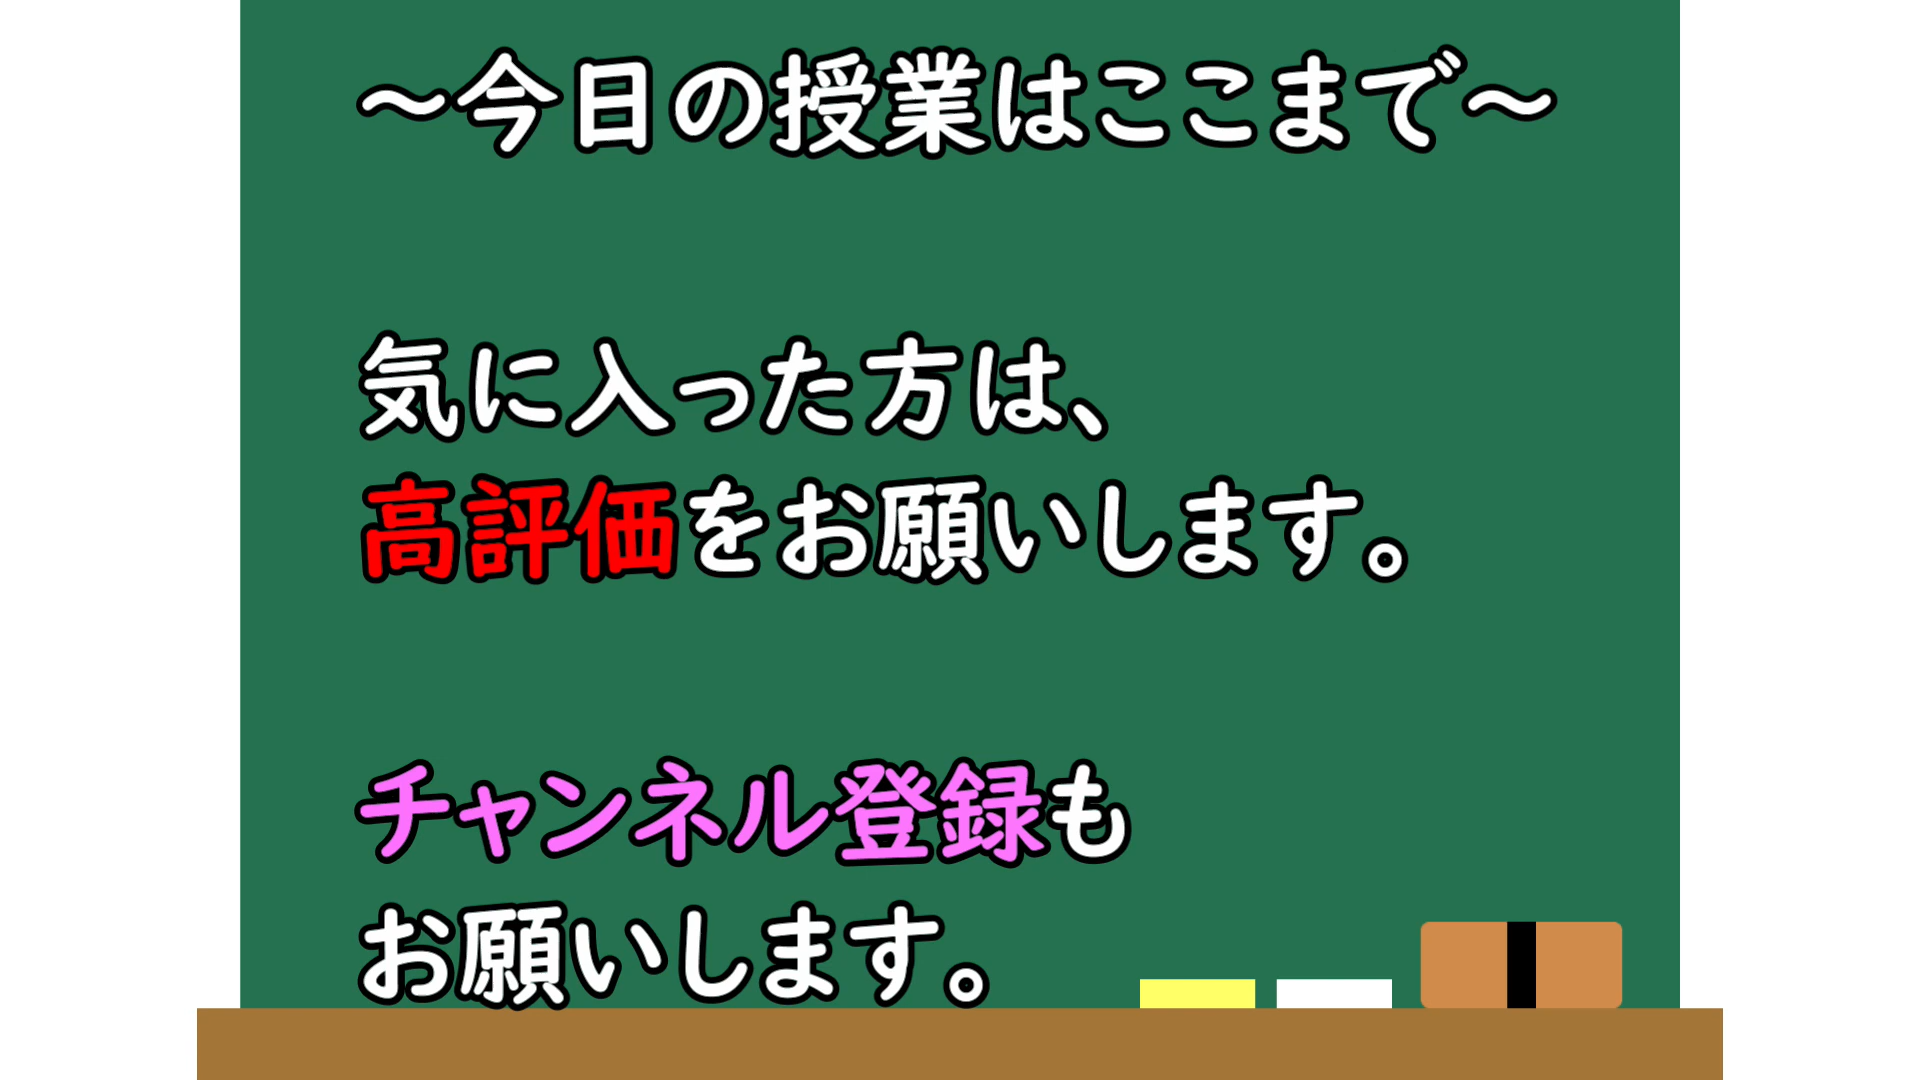 ～今日の授業はここまで～
気に入った方は、
高評価をお願いします。
チャンネル登録も
お願いします。